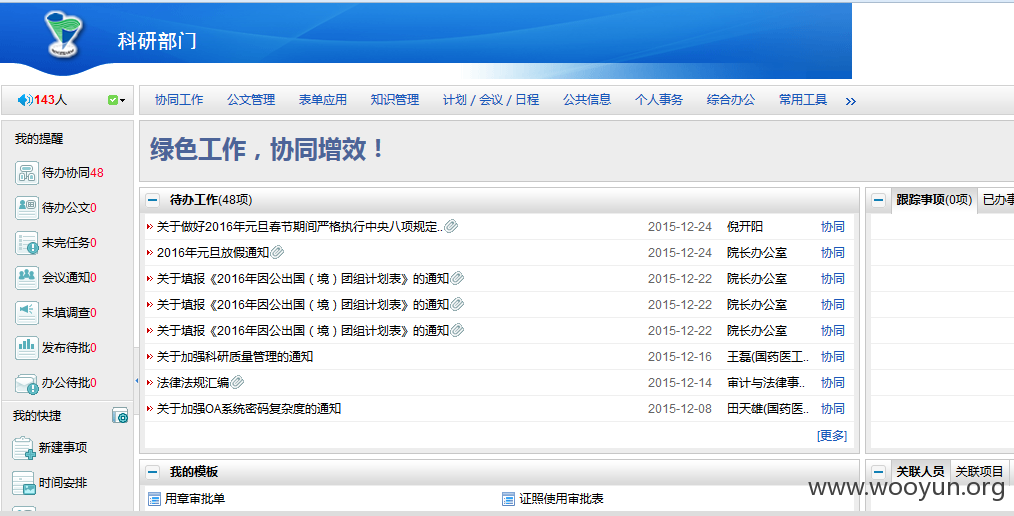 科研部门
143人
协同工作 公文管理 表单应用 知识管理 计划 / 会议 / 日程 公共信息 个人事务 综合办公 常用工具 »
我的提醒
待办协同48
待办公文0
未完任务0
会议通知0
未填调查0
发布待批0
办公待批0
我的快捷
新建事项
时间安排
绿色工作，协同增效！
待办工作(48项)
关于做好2016年元旦春节期间严格执行中央八项规定.. 2015-12-24 倪开阳 协同
2016年元旦放假通知 2015-12-24 院长办公室 协同
关于填报《2016年因公出国（境）团组计划表》的通知 2015-12-22 院长办公室 协同
关于填报《2016年因公出国（境）团组计划表》的通知 2015-12-22 院长办公室 协同
关于填报《2016年因公出国（境）团组计划表》的通知 2015-12-22 院长办公室 协同
关于加强科研质量管理的通知 2015-12-16 王磊(国药医工.. 协同
法律法规汇编 2015-12-14 审计与法律事.. 协同
关于加强OA系统密码复杂度的通知 2015-12-08 田天雄(国药医.. 协同
[更多]
跟踪事项(0项) 已办事
我的模板
用章审批单 证照使用审批表
关联人员 关联项目
www.wooyun.org